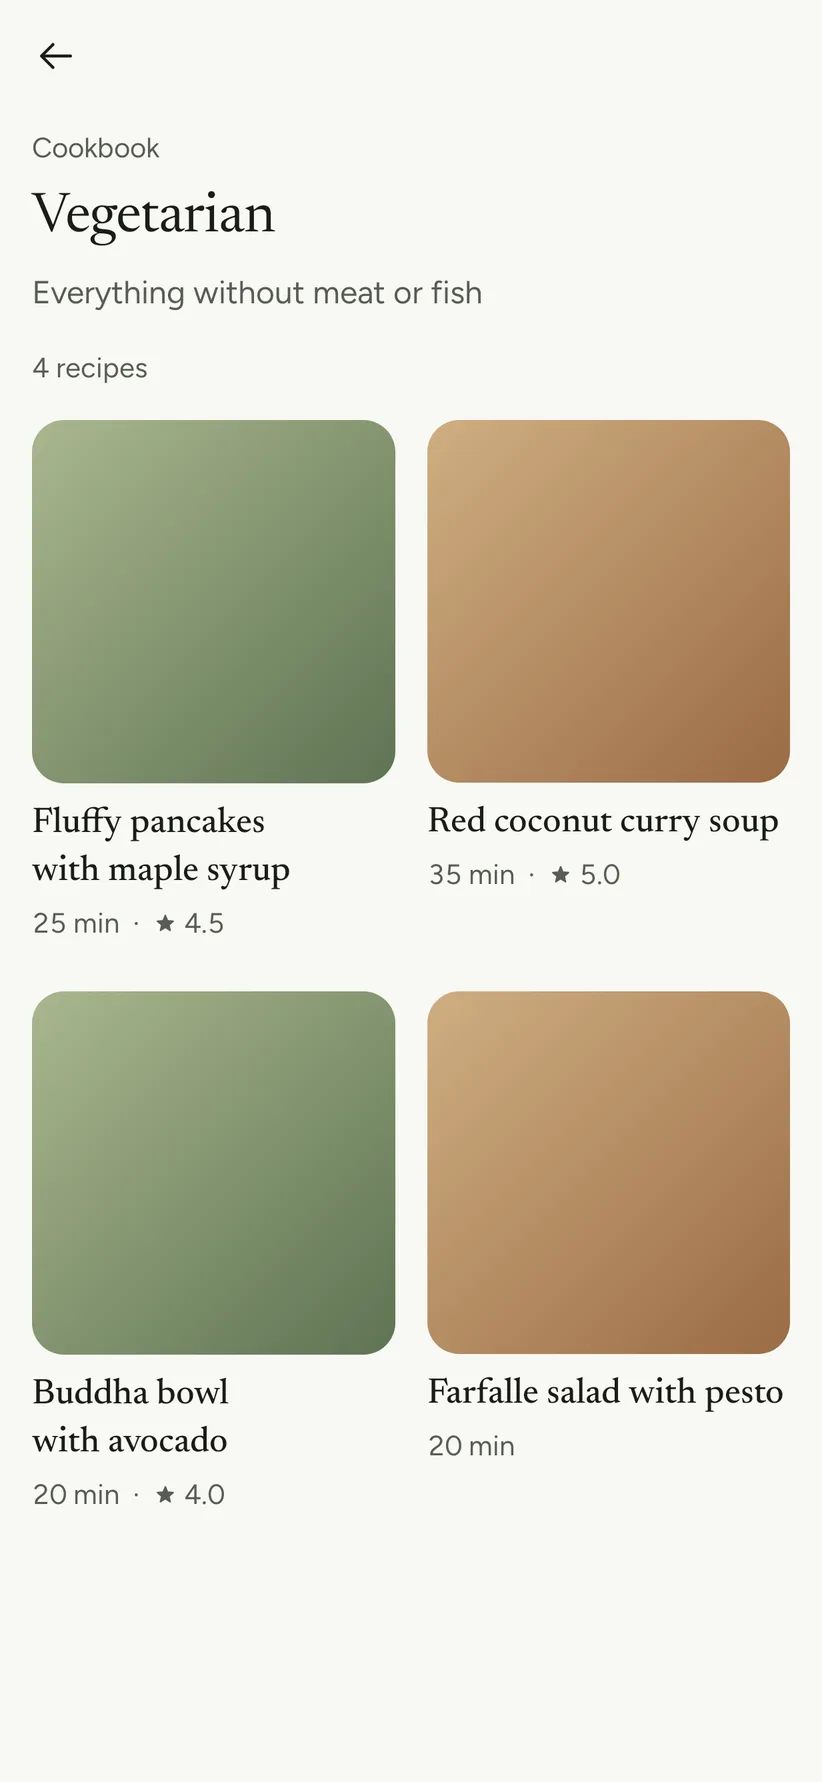 Cookbook
Vegetarian
Everything without meat or fish
4 recipes
Fluffy pancakes
with maple syrup
25 min · ★ 4.5
Red coconut curry soup
35 min · ★ 5.0
Buddha bowl
with avocado
20 min · ★ 4.0
Farfalle salad with pesto
20 min